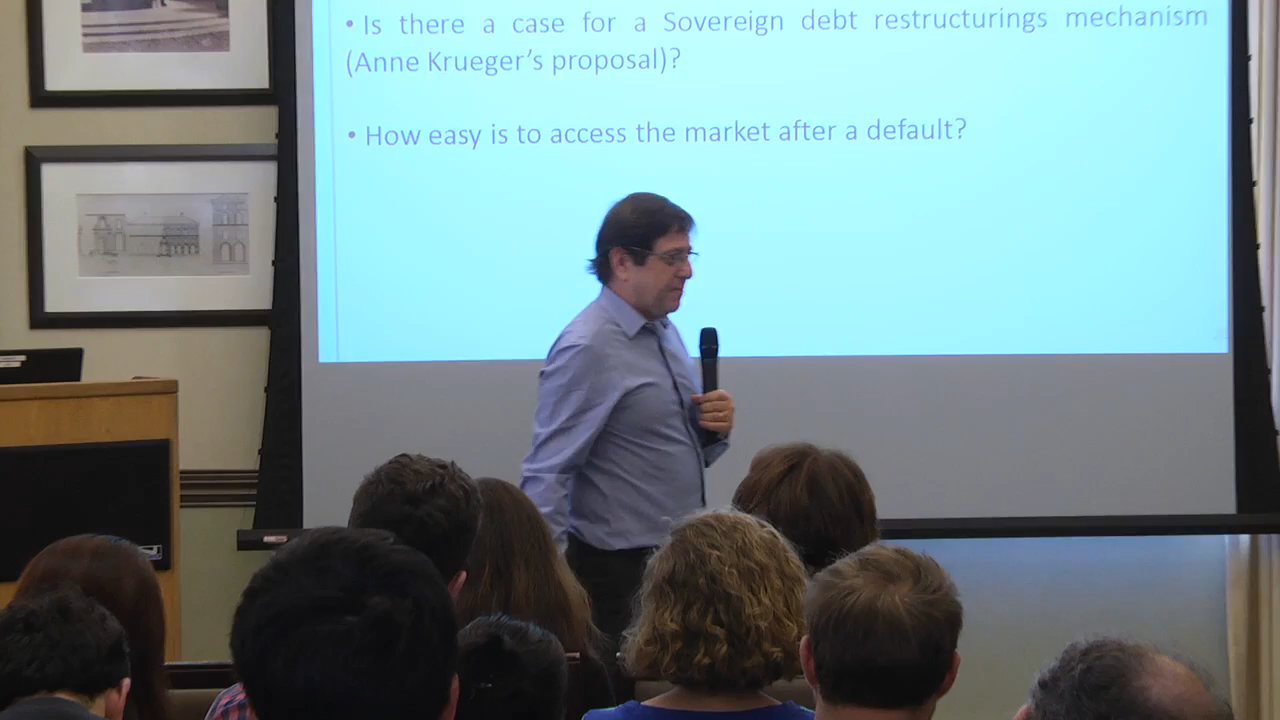 • Is there a case for a Sovereign debt restructurings mechanism
(Anne Krueger's proposal)?
• How easy is to access the market after a default?